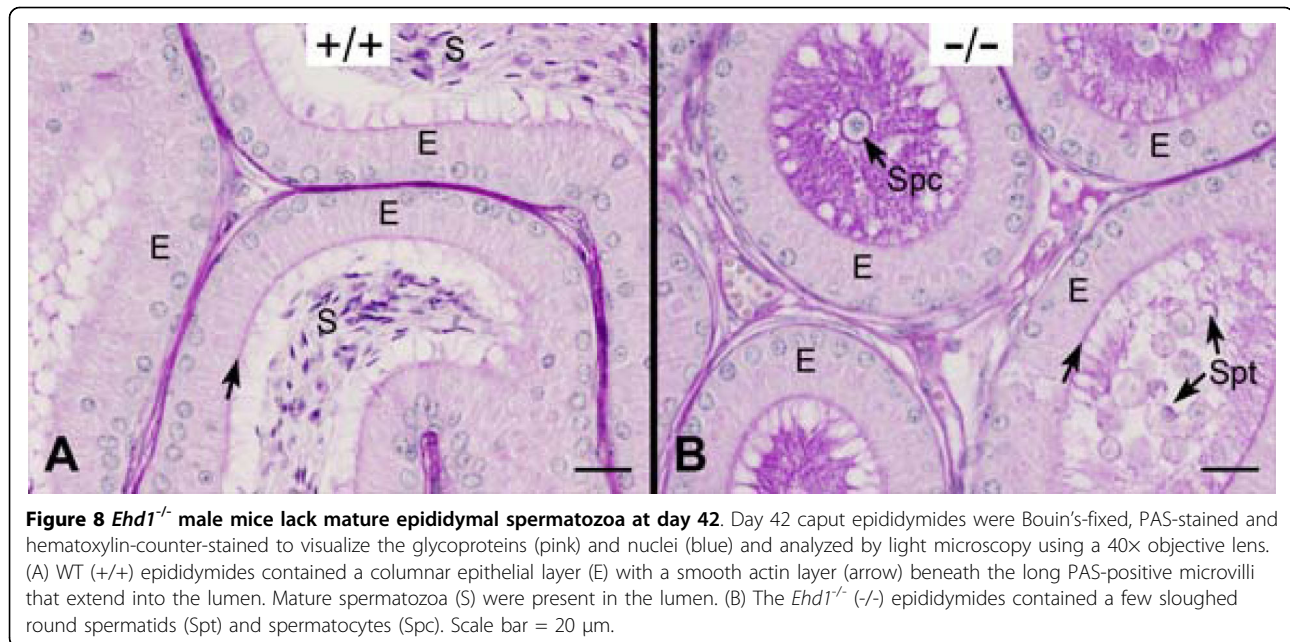 +/+ -/-
S
E
E
E
S
A
Spc
E
E
E
E
Spt
B
Figure 8 Ehd1-/- male mice lack mature epididymal spermatozoa at day 42. Day 42 caput epididymides were Bouin's-fixed, PAS-stained and
hematoxylin-counter-stained to visualize the glycoproteins (pink) and nuclei (blue) and analyzed by light microscopy using a 40× objective lens.
(A) WT (+/+) epididymides contained a columnar epithelial layer (E) with a smooth actin layer (arrow) beneath the long PAS-positive microvilli
that extend into the lumen. Mature spermatozoa (S) were present in the lumen. (B) The Ehd1-/- (-/-) epididymides contained a few sloughed
round spermatids (Spt) and spermatocytes (Spc). Scale bar = 20 μm.